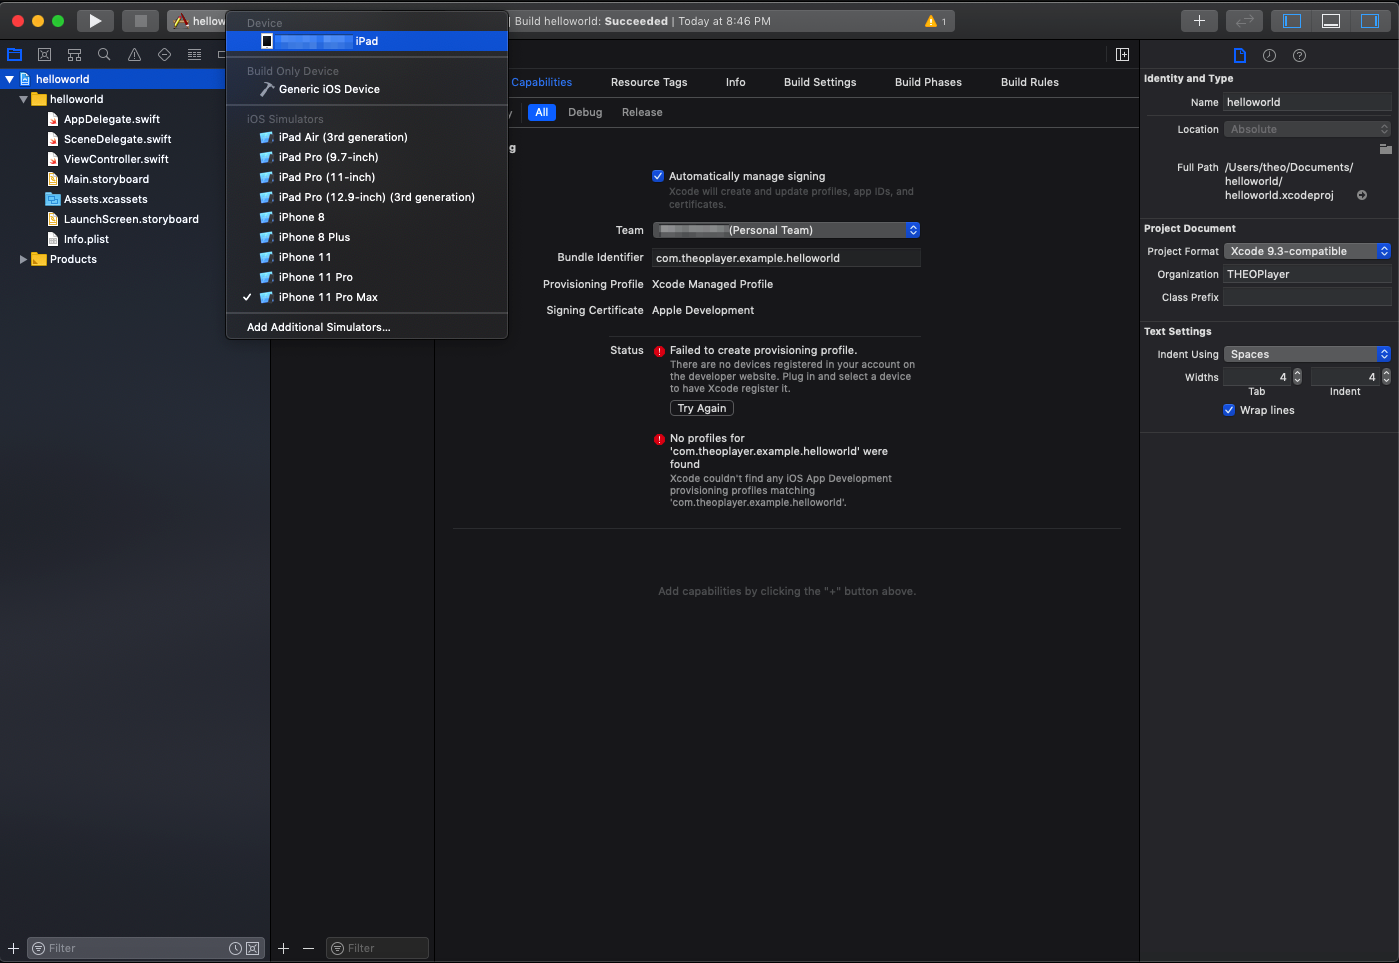 hellow
Build helloworld: Succeeded | Today at 8:46 PM
1
Device
iPad
Build Only Device
Generic iOS Device
iOS Simulators
iPad Air (3rd generation)
iPad Pro (9.7-inch)
iPad Pro (11-inch)
iPad Pro (12.9-inch) (3rd generation)
iPhone 8
iPhone 8 Plus
iPhone 11
iPhone 11 Pro
iPhone 11 Pro Max
Add Additional Simulators...
helloworld
helloworld
AppDelegate.swift
SceneDelegate.swift
ViewController.swift
Main.storyboard
Assets.xcassets
LaunchScreen.storyboard
Info.plist
Products
Filter
Filter
Capabilities Resource Tags Info Build Settings Build Phases Build Rules
All Debug Release
g
Automatically manage signing
Xcode will create and update profiles, app IDs, and
certificates.
Team (Personal Team)
Bundle Identifier com.theoplayer.example.helloworld
Provisioning Profile Xcode Managed Profile
Signing Certificate Apple Development
Status Failed to create provisioning profile.
There are no devices registered in your account on
the developer website. Plug in and select a device
to have Xcode register it.
Try Again
No profiles for
'com.theoplayer.example.helloworld' were
found
Xcode couldn't find any iOS App Development
provisioning profiles matching
'com.theoplayer.example.helloworld'.
Add capabilities by clicking the "+" button above.
Identity and Type
Name helloworld
Location Absolute
Full Path /Users/theo/Documents/
helloworld/
helloworld.xcodeproj
Project Document
Project Format Xcode 9.3-compatible
Organization THEOPlayer
Class Prefix
Text Settings
Indent Using Spaces
Widths 4 4
Tab Indent
Wrap lines